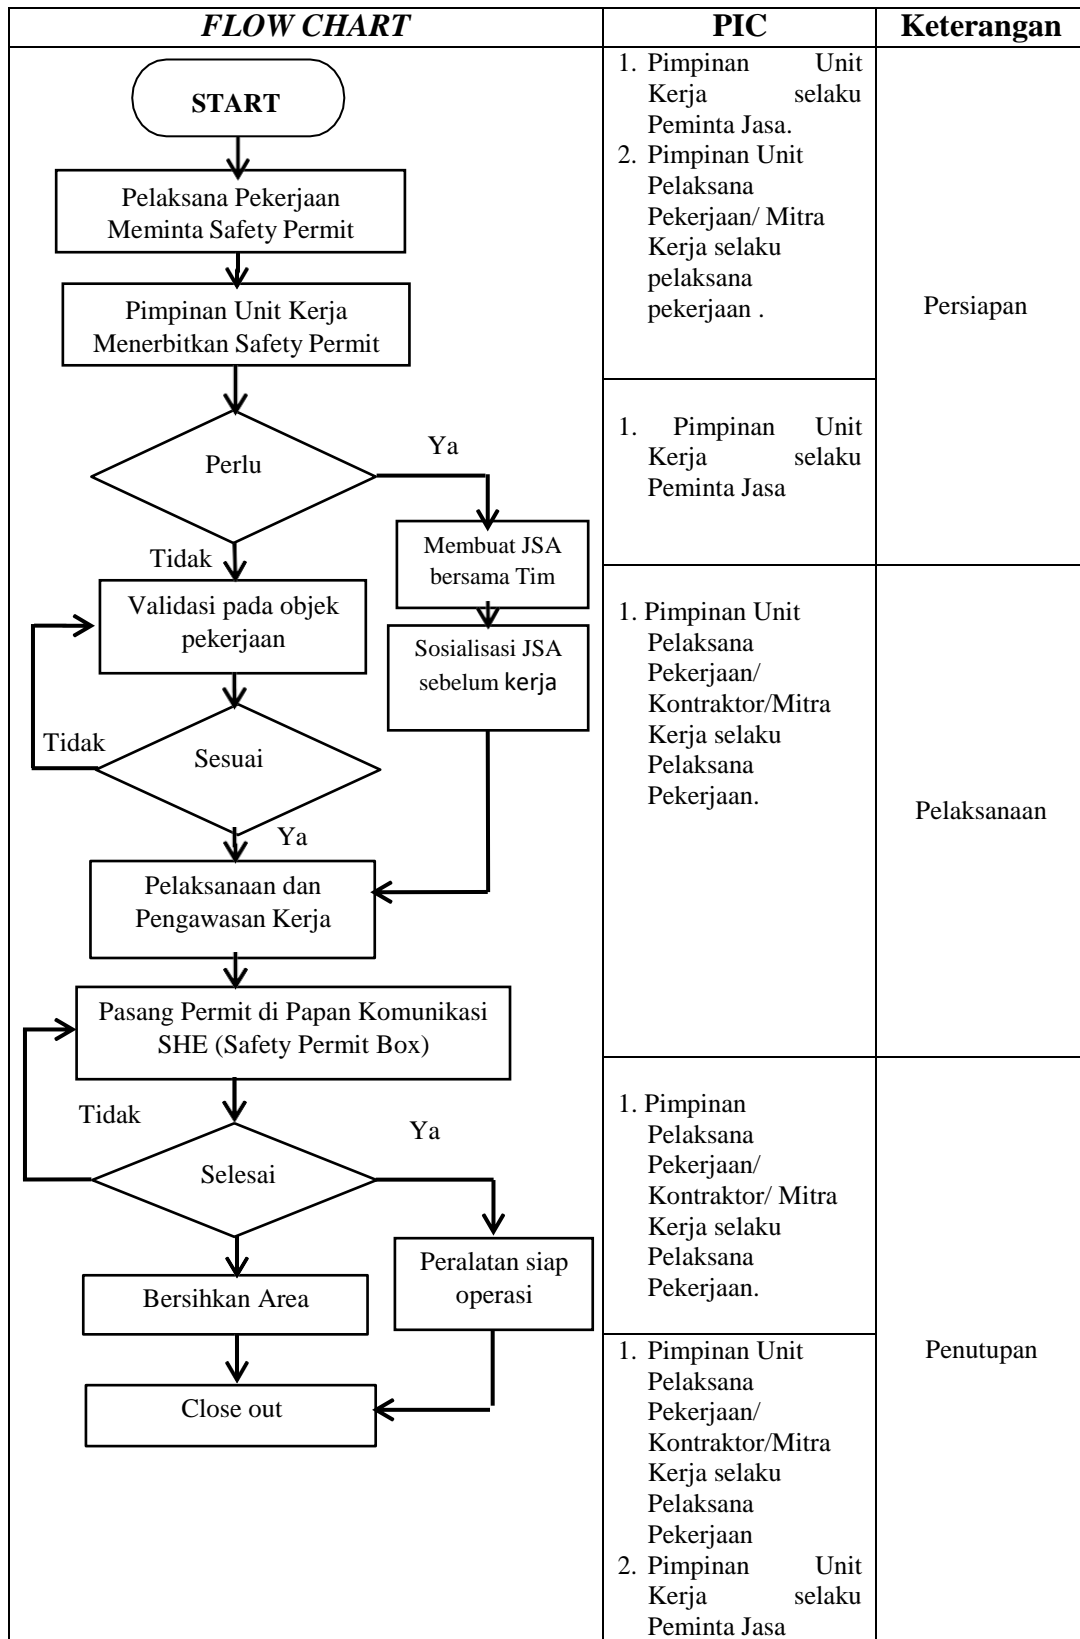 FLOW CHART
PIC
Keterangan
START
Pelaksana Pekerjaan
Meminta Safety Permit
Pimpinan Unit Kerja
Menerbitkan Safety Permit
Perlu
Ya
Tidak
Membuat JSA
bersama Tim
Validasi pada objek
pekerjaan
Sosialisasi JSA
sebelum kerja
Tidak
Sesuai
Ya
Pelaksanaan dan
Pengawasan Kerja
Pasang Permit di Papan Komunikasi
SHE (Safety Permit Box)
Tidak
Ya
Selesai
Peralatan siap
operasi
Bersihkan Area
Close out
1. Pimpinan Unit
Kerja selaku
Peminta Jasa.
2. Pimpinan Unit
Pelaksana
Pekerjaan/ Mitra
Kerja selaku
pelaksana
pekerjaan .
1. Pimpinan Unit
Kerja selaku
Peminta Jasa
Persiapan
1. Pimpinan Unit
Pelaksana
Pekerjaan/
Kontraktor/Mitra
Kerja selaku
Pelaksana
Pekerjaan.
Pelaksanaan
1. Pimpinan
Pelaksana
Pekerjaan/
Kontraktor/ Mitra
Kerja selaku
Pelaksana
Pekerjaan.
1. Pimpinan Unit
Pelaksana
Pekerjaan/
Kontraktor/Mitra
Kerja selaku
Pelaksana
Pekerjaan
2. Pimpinan Unit
Kerja selaku
Peminta Jasa
Penutupan